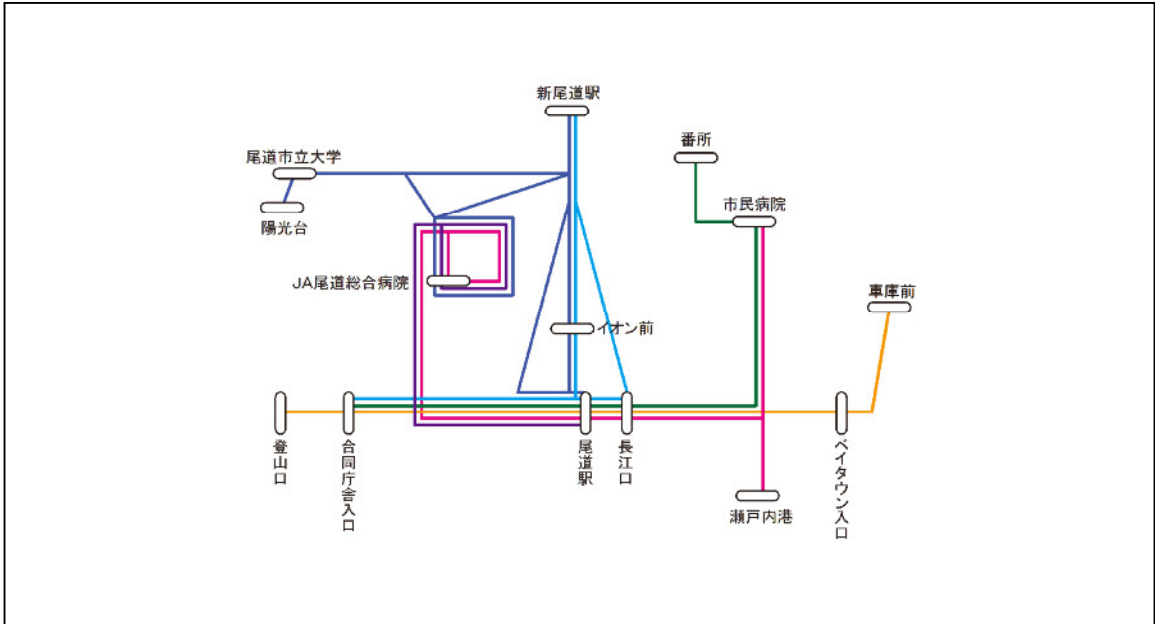 新尾道駅
番所
尾道市立大学
陽光台
市民病院
JA尾道総合病院
車庫前
イオン前
登山口
合同庁舎入口
尾道駅
長江口
瀬戸内港
ベイタウン入口